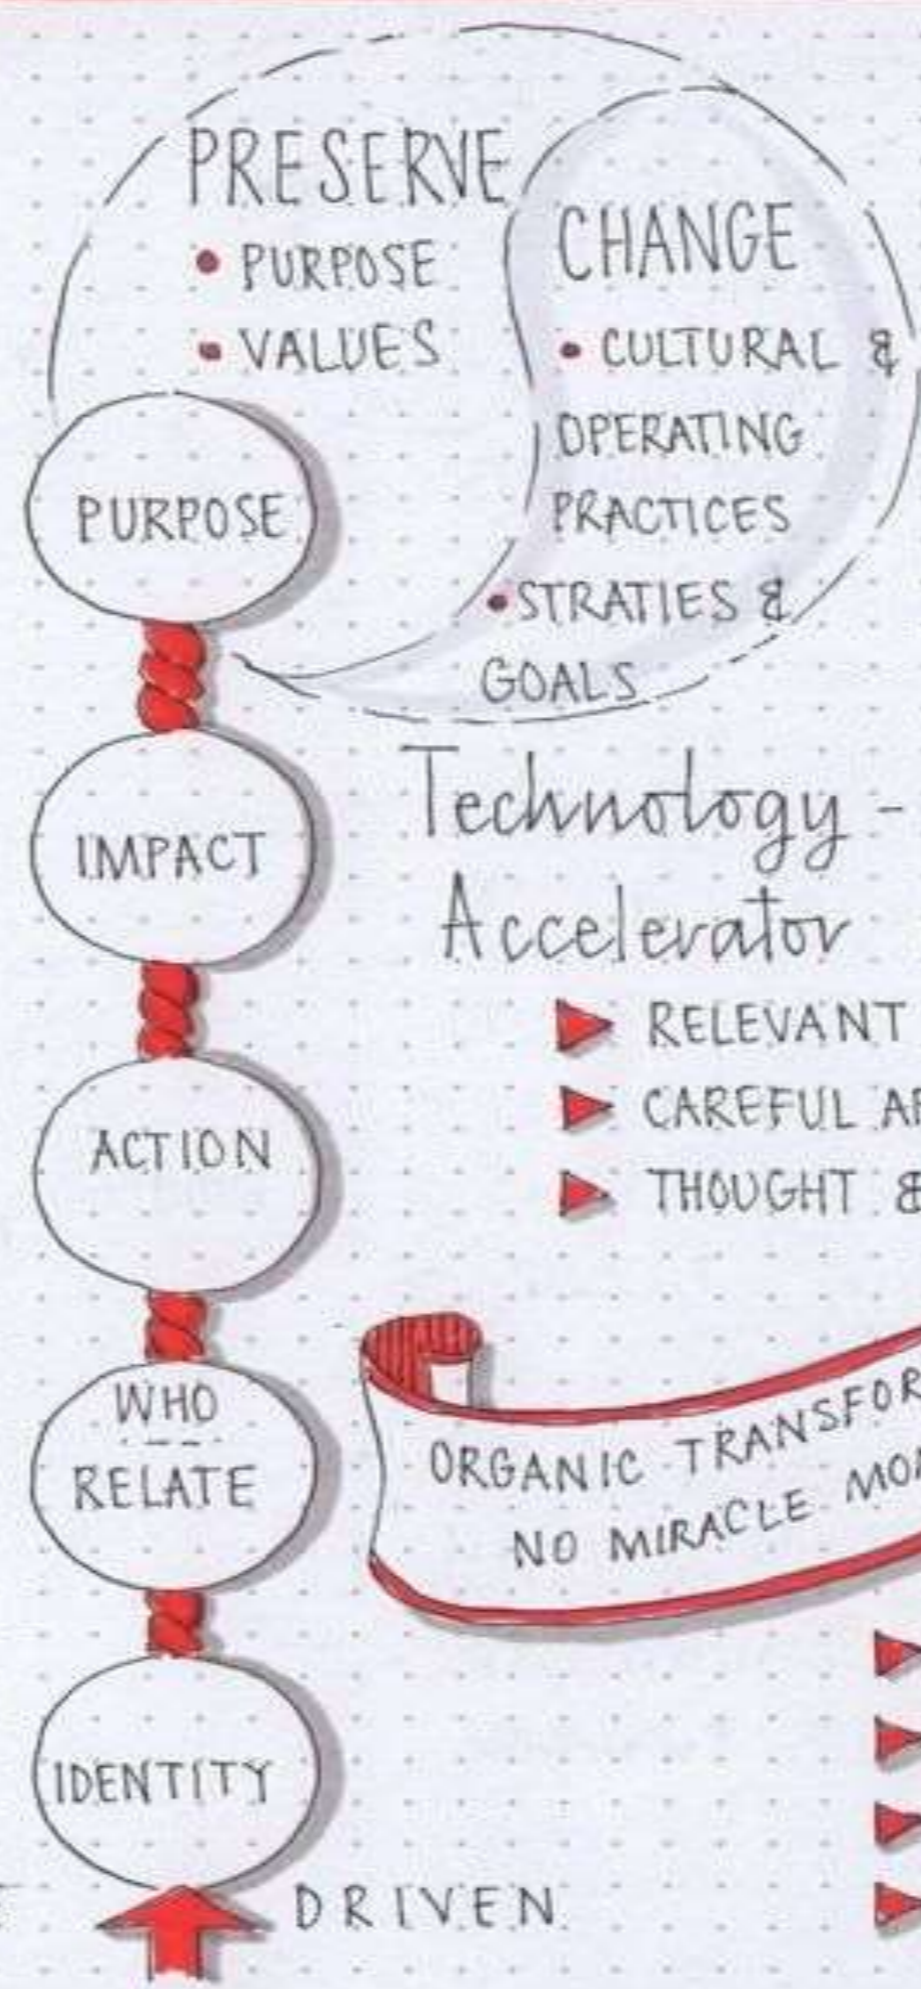 PRESERVE
• PURPOSE
• VALUES
CHANGE
• CULTURAL &
OPERATING
PRACTICES
• STRATIES &
GOALS
PURPOSE
IMPACT
ACTION
WHO
RELATE
IDENTITY
Technology -
Accelerator
RELEVANT
CAREFUL
THOUGHT &
ORGANIC
NO MIRACLE
DRIVEN